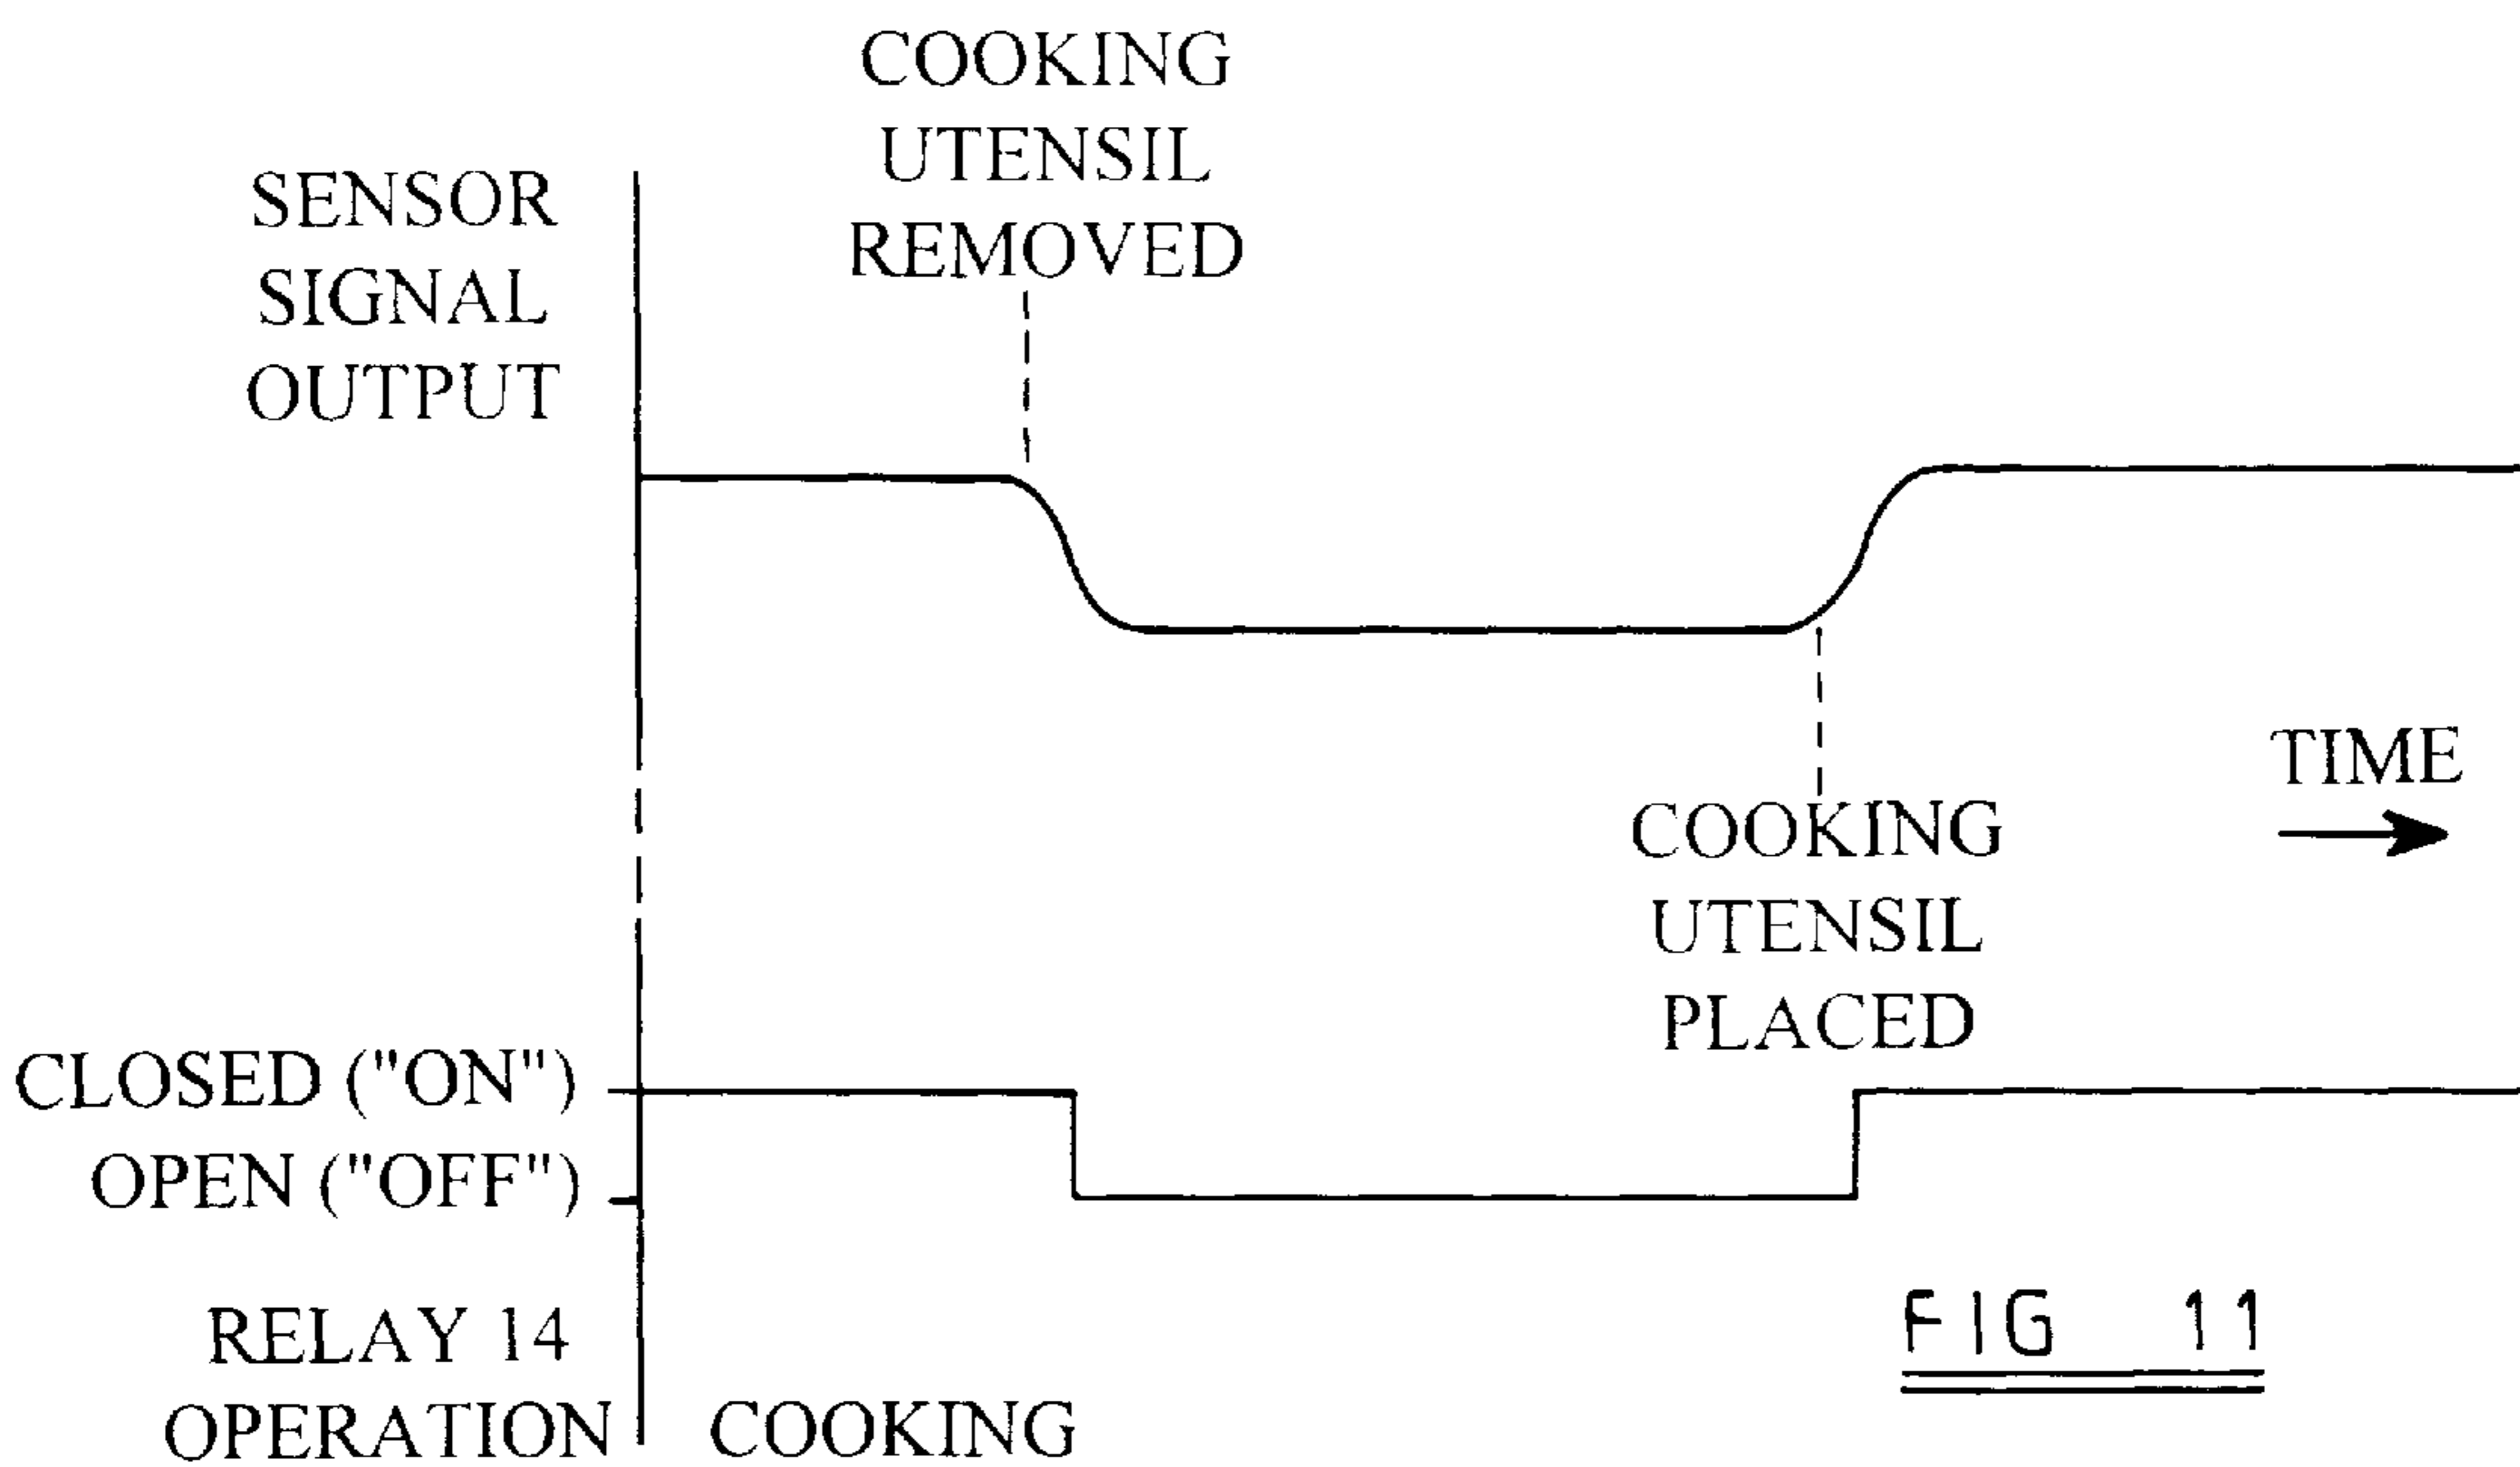 COOKING
UTENSIL
REMOVED
SENSOR
SIGNAL
OUTPUT
TIME
COOKING
UTENSIL
PLACED
CLOSED ("ON")
OPEN ("OFF")
RELAY 14
OPERATION
COOKING
FIG 11